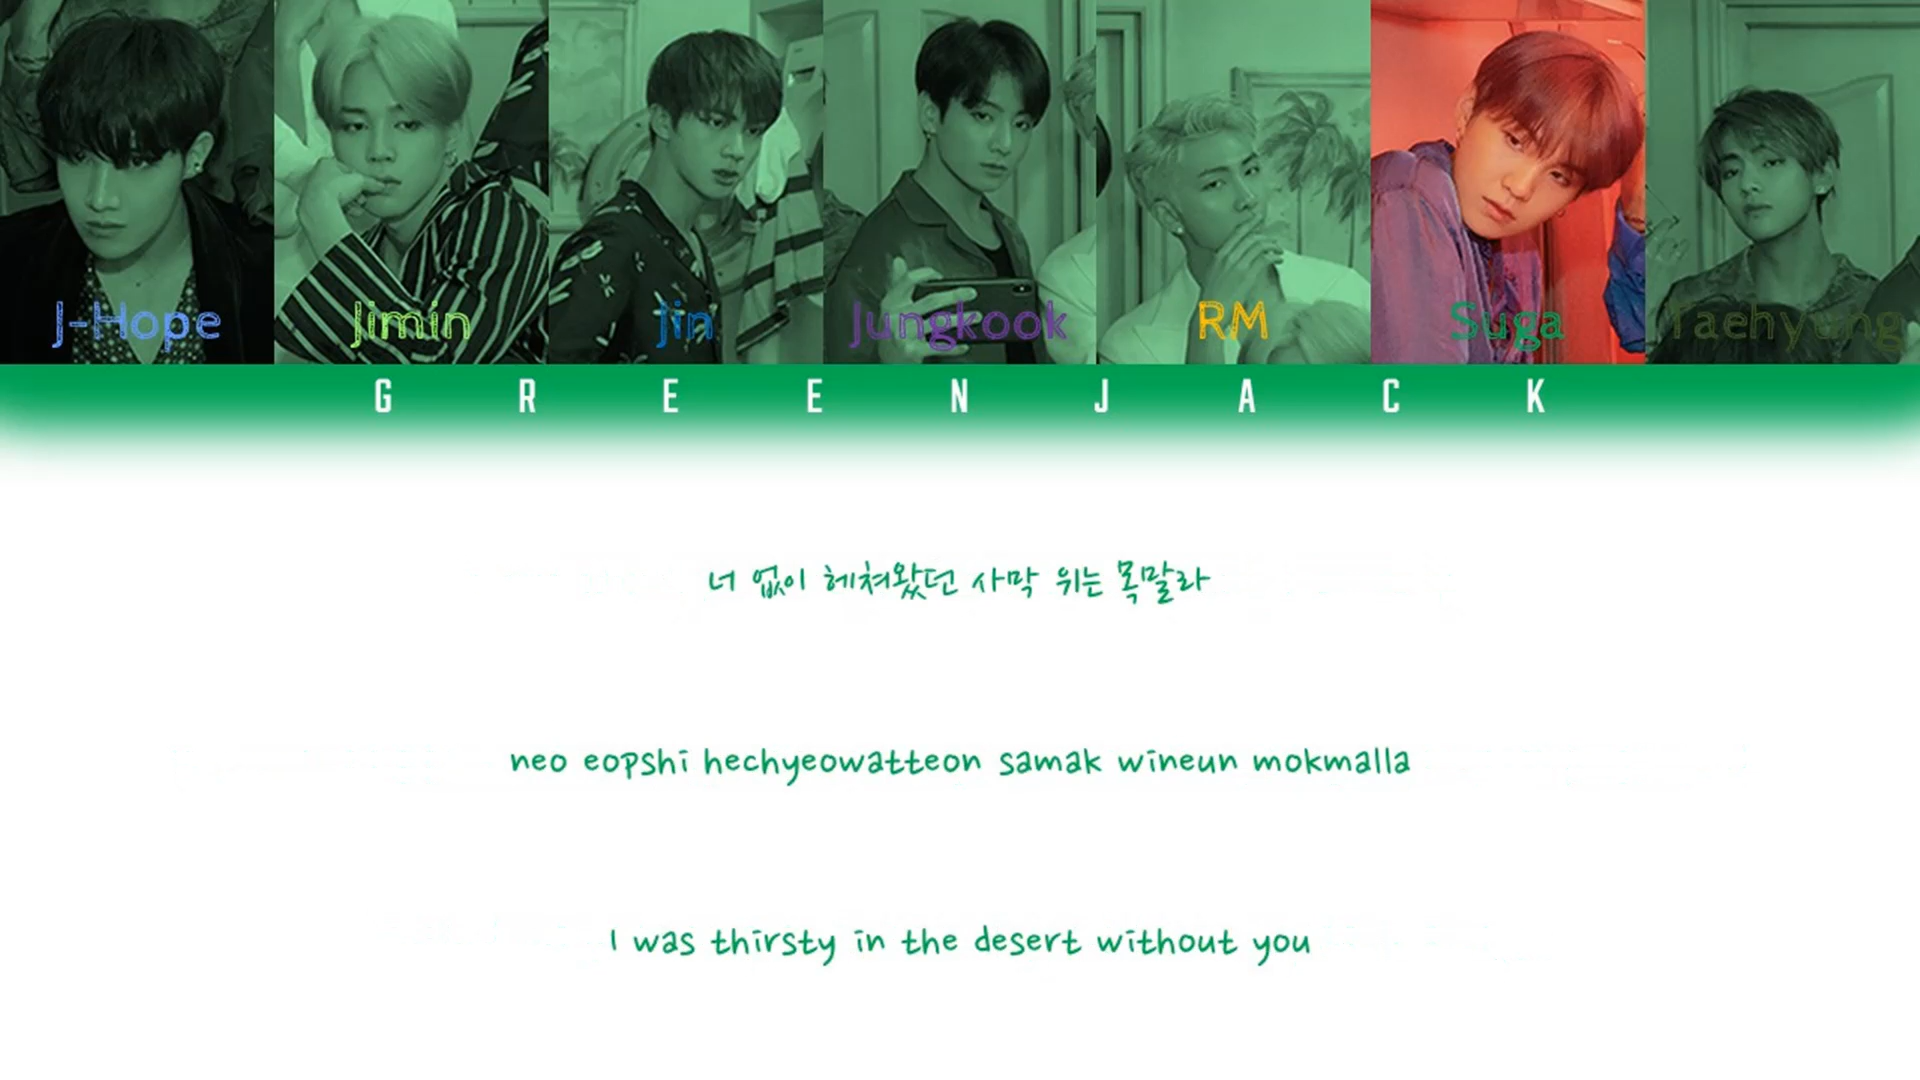 J-Hope Jimin Jin Jungkook RM Suga Taehyung
GREENJACK
너 없이 헤쳐왔던 사막 위는 목말라
neo eopshi hechyeowatteon samak wineun mokmalla
I was thirsty in the desert without you